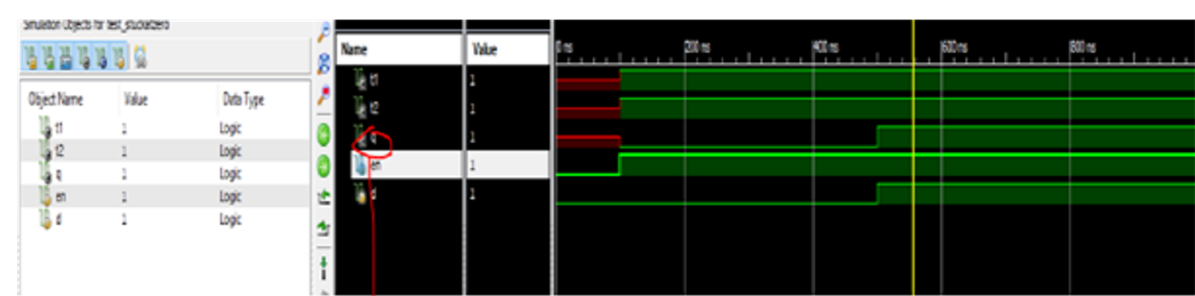 Simulation Objects for test_stuckatzero
Object Name Value Data Type
t1 1 Logic
t2 1 Logic
q 1 Logic
en 1 Logic
d 1 Logic
Name Value
t1 1
t2 1
q 1
en 1
d 1
0 ns 200 ns 400 ns 600 ns 800 ns